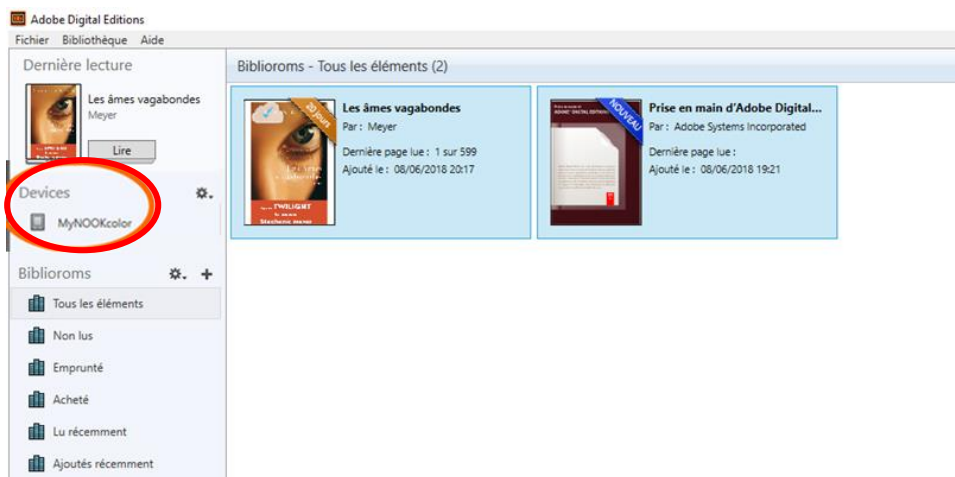 Adobe Digital Editions
Fichier Bibliothèque Aide
Dernière lecture
Les âmes vagabondes
Meyer
Lire
Devices
MyNOOKcolor
Biblioroms
Tous les éléments
Non lus
Emprunté
Acheté
Lu récemment
Ajoutés récemment
Biblioroms - Tous les éléments (2)
20 jours
TWILIGHT
Les âmes vagabondes
Par : Meyer
Dernière page lue : 1 sur 599
Ajouté le : 08/06/2018 20:17
NOUVEAU
Prise en main d'Adobe Digital...
Par : Adobe Systems Incorporated
Dernière page lue :
Ajouté le : 08/06/2018 19:21